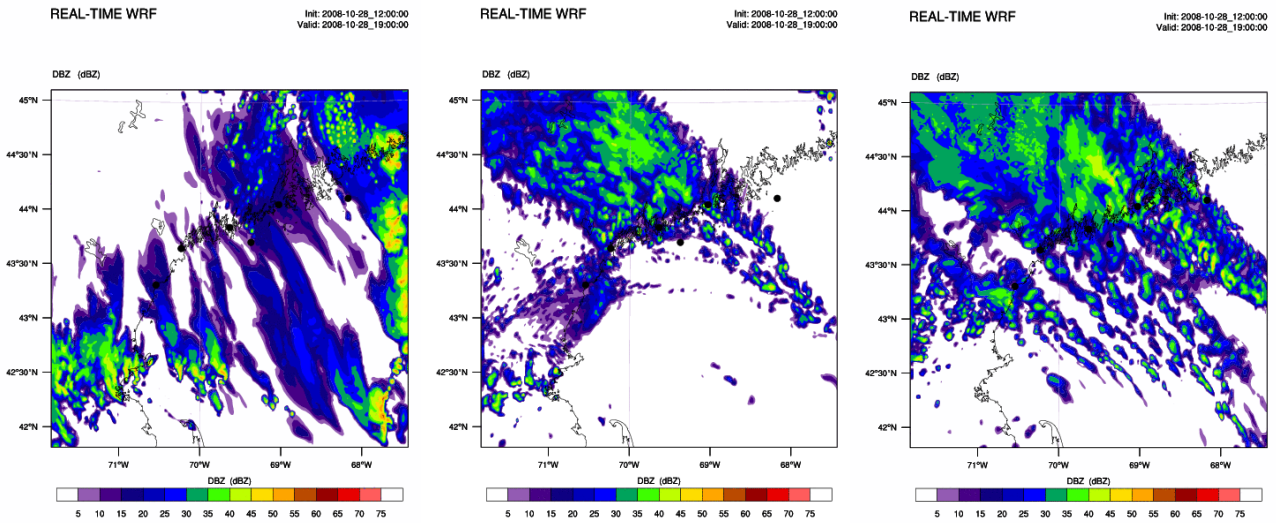 REAL-TIME WRF
Init: 2008-10-28_12:00:00
Valid: 2008-10-28_19:00:00
DBZ (dBZ)
45°N
44°30'N
44°N
43°30'N
43°N
42°30'N
42°N
71°W 70°W 69°W 68°W
DBZ (dBZ)
5 10 15 20 25 30 35 40 45 50 55 60 65 70 75
REAL-TIME WRF
Init: 2008-10-28_12:00:00
Valid: 2008-10-28_19:00:00
DBZ (dBZ)
45°N
44°30'N
44°N
43°30'N
43°N
42°30'N
42°N
71°W 70°W 69°W 68°W
DBZ (dBZ)
5 10 15 20 25 30 35 40 45 50 55 60 65 70 75
REAL-TIME WRF
Init: 2008-10-28_12:00:00
Valid: 2008-10-28_19:00:00
DBZ (dBZ)
45°N
44°30'N
44°N
43°30'N
43°N
42°30'N
42°N
71°W 70°W 69°W 68°W
DBZ (dBZ)
5 10 15 20 25 30 35 40 45 50 55 60 65 70 75